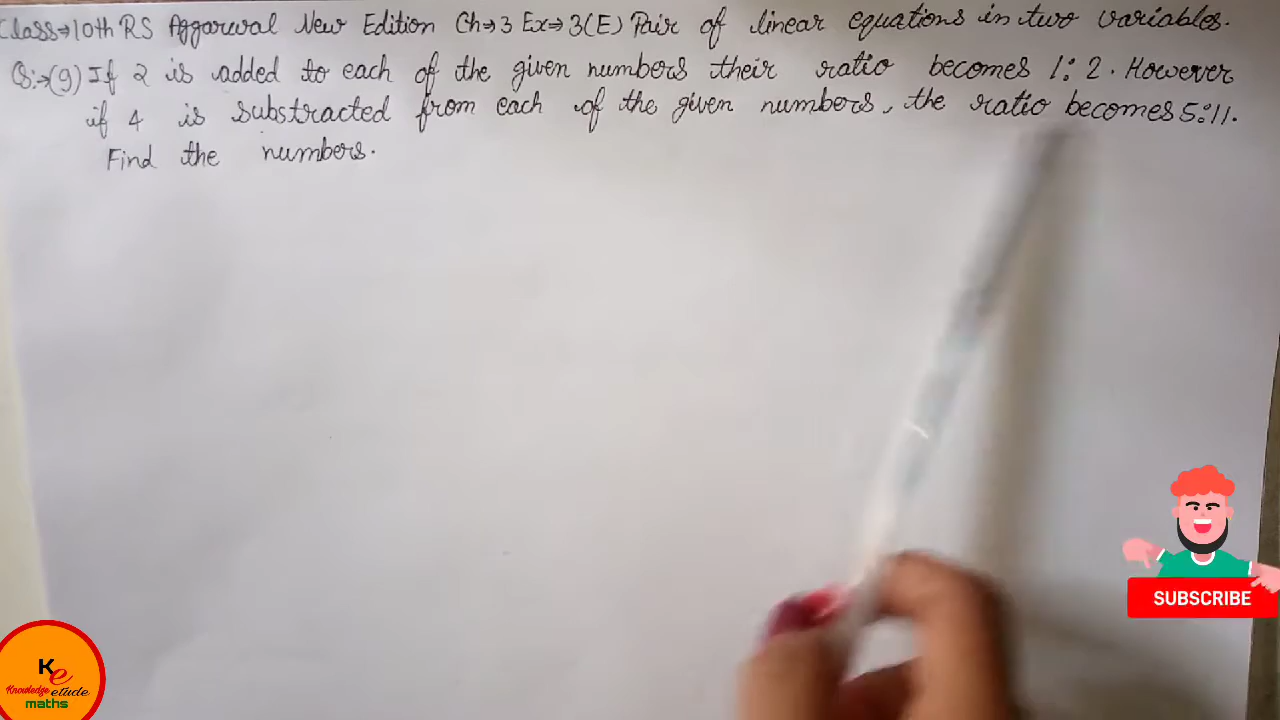 Class→10th RS Aggarwal New Edition Ch→3 Ex→3(E) Pair of linear equations in two variables.
Q:→(9) If 2 is added to each of the given numbers their ratio becomes 1:2. However
if 4 is substracted from each of the given numbers, the ratio becomes 5:11.
Find the numbers.
SUBSCRIBE
Ke
Knowledge etude
maths